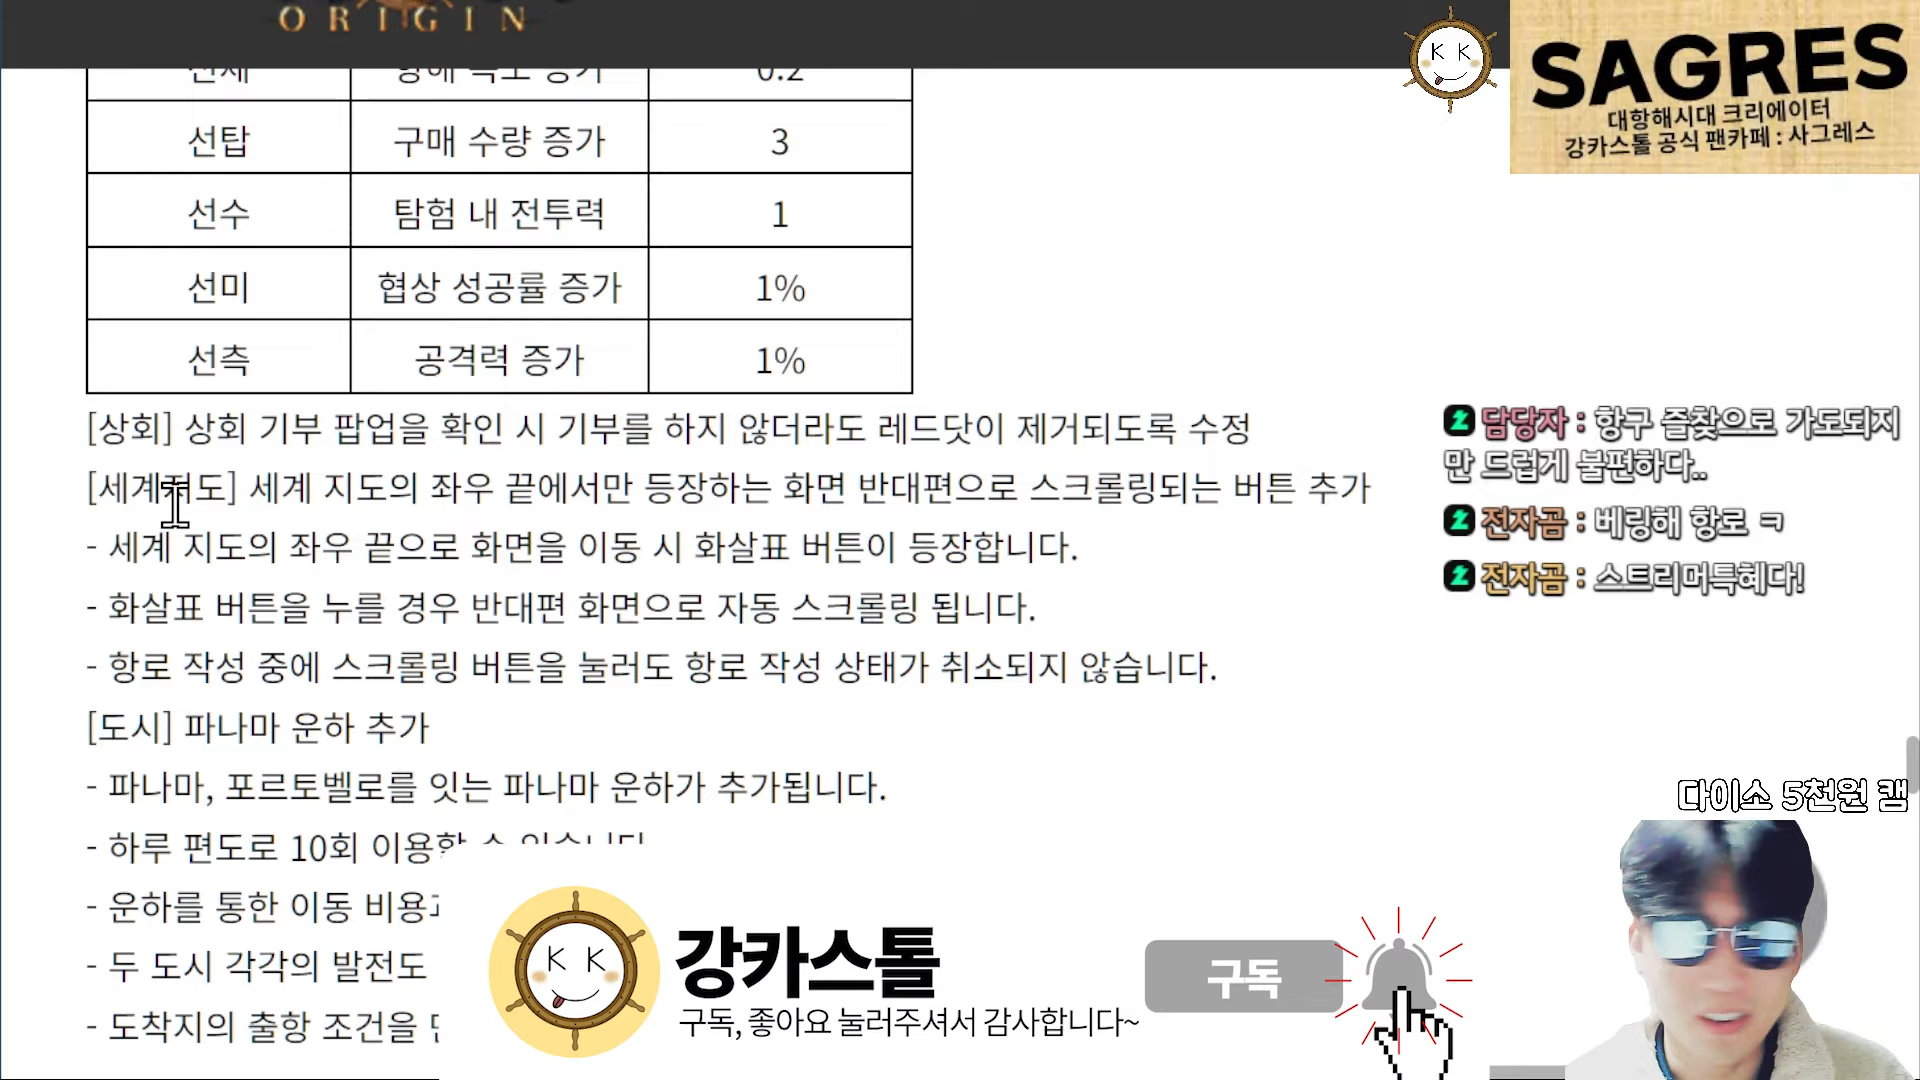 ORIGIN
선재 항해 속도 증가 0.2
선탑 구매 수량 증가 3
선수 탐험 내 전투력 1
선미 협상 성공률 증가 1%
선측 공격력 증가 1%
[상회] 상회 기부 팝업을 확인 시 기부를 하지 않더라도 레드닷이 제거되도록 수정
[세계지도] 세계 지도의 좌우 끝에서만 등장하는 화면 반대편으로 스크롤링되는 버튼 추가
- 세계 지도의 좌우 끝으로 화면을 이동 시 화살표 버튼이 등장합니다.
- 화살표 버튼을 누를 경우 반대편 화면으로 자동 스크롤링 됩니다.
- 항로 작성 중에 스크롤링 버튼을 눌러도 항로 작성 상태가 취소되지 않습니다.
[도시] 파나마 운하 추가
- 파나마, 포르토벨로를 잇는 파나마 운하가 추가됩니다.
- 하루 편도로 10회 이용할 수 있습니다
- 운하를 통한 이동 비용
- 두 도시 각각의 발전도
- 도착지의 출항 조건을
K K
강카스톨
구독, 좋아요 눌러주셔서 감사합니다~
구독
K K
SAGRES
대항해시대 크리에이터
강카스톨 공식 팬카페 : 사그레스
담당자 : 항구 즐찾으로 가도되지
만 드럽게 불편하다..
전자곰 : 베링해 항로 ㅋ
전자곰 : 스트리머특혜다!
다이소 5천원 캠